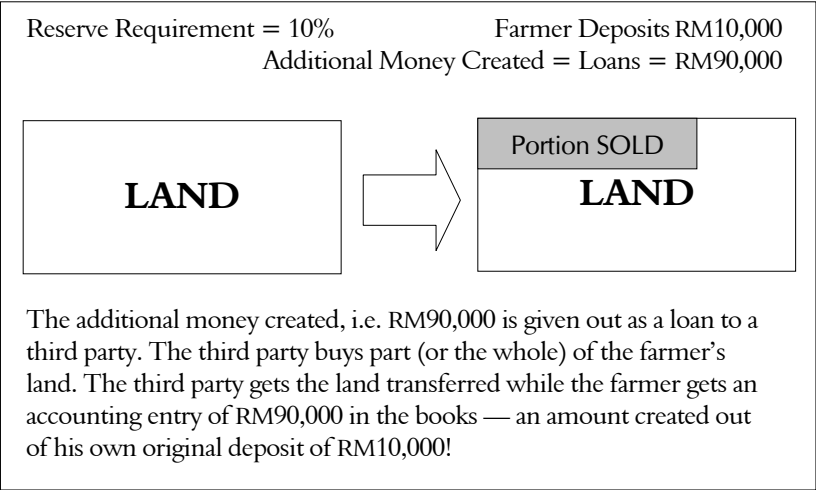 Reserve Requirement = 10% Farmer Deposits RM10,000
Additional Money Created = Loans = RM90,000
LAND
Portion SOLD
LAND
The additional money created, i.e. RM90,000 is given out as a loan to a
third party. The third party buys part (or the whole) of the farmer’s
land. The third party gets the land transferred while the farmer gets an
accounting entry of RM90,000 in the books — an amount created out
of his own original deposit of RM10,000!